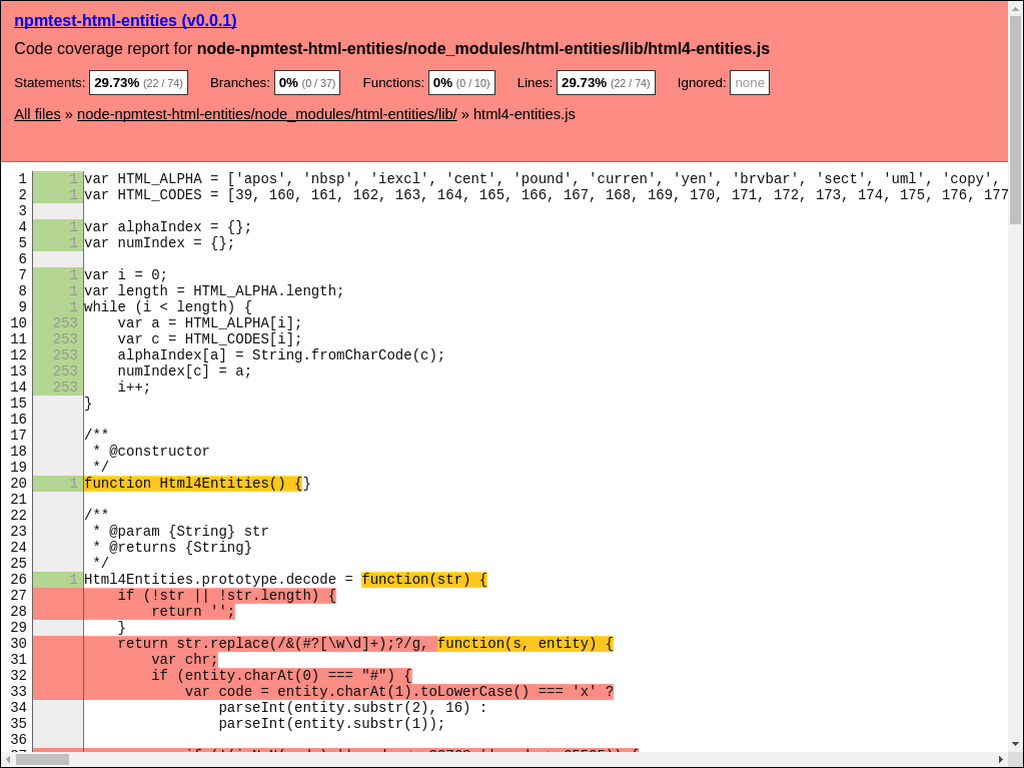 npmtest-html-entities (v0.0.1)
Code coverage report for node-npmtest-html-entities/node_modules/html-entities/lib/html4-entities.js
Statements: 29.73% (22 / 74) Branches: 0% (0 / 37) Functions: 0% (0 / 10) Lines: 29.73% (22 / 74) Ignored: none
All files » node-npmtest-html-entities/node_modules/html-entities/lib/ » html4-entities.js
1 1 var HTML_ALPHA = ['apos', 'nbsp', 'iexcl', 'cent', 'pound', 'curren', 'yen', 'brvbar', 'sect', 'uml', 'copy',
2 1 var HTML_CODES = [39, 160, 161, 162, 163, 164, 165, 166, 167, 168, 169, 170, 171, 172, 173, 174, 175, 176, 177
3
4 1 var alphaIndex = {};
5 1 var numIndex = {};
6
7 1 var i = 0;
8 1 var length = HTML_ALPHA.length;
9 1 while (i < length) {
10 253     var a = HTML_ALPHA[i];
11 253     var c = HTML_CODES[i];
12 253     alphaIndex[a] = String.fromCharCode(c);
13 253     numIndex[c] = a;
14 253     i++;
15 }
16
17 /**
18  * @constructor
19  */
20 1 function Html4Entities() {}
21
22 /**
23  * @param {String} str
24  * @returns {String}
25  */
26 1 Html4Entities.prototype.decode = function(str) {
27     if (!str || !str.length) {
28         return '';
29     }
30     return str.replace(/&(#?[\w\d]+);?/g, function(s, entity) {
31         var chr;
32         if (entity.charAt(0) === "#") {
33             var code = entity.charAt(1).toLowerCase() === 'x' ?
34                 parseInt(entity.substr(2), 16) :
35                 parseInt(entity.substr(1));
36